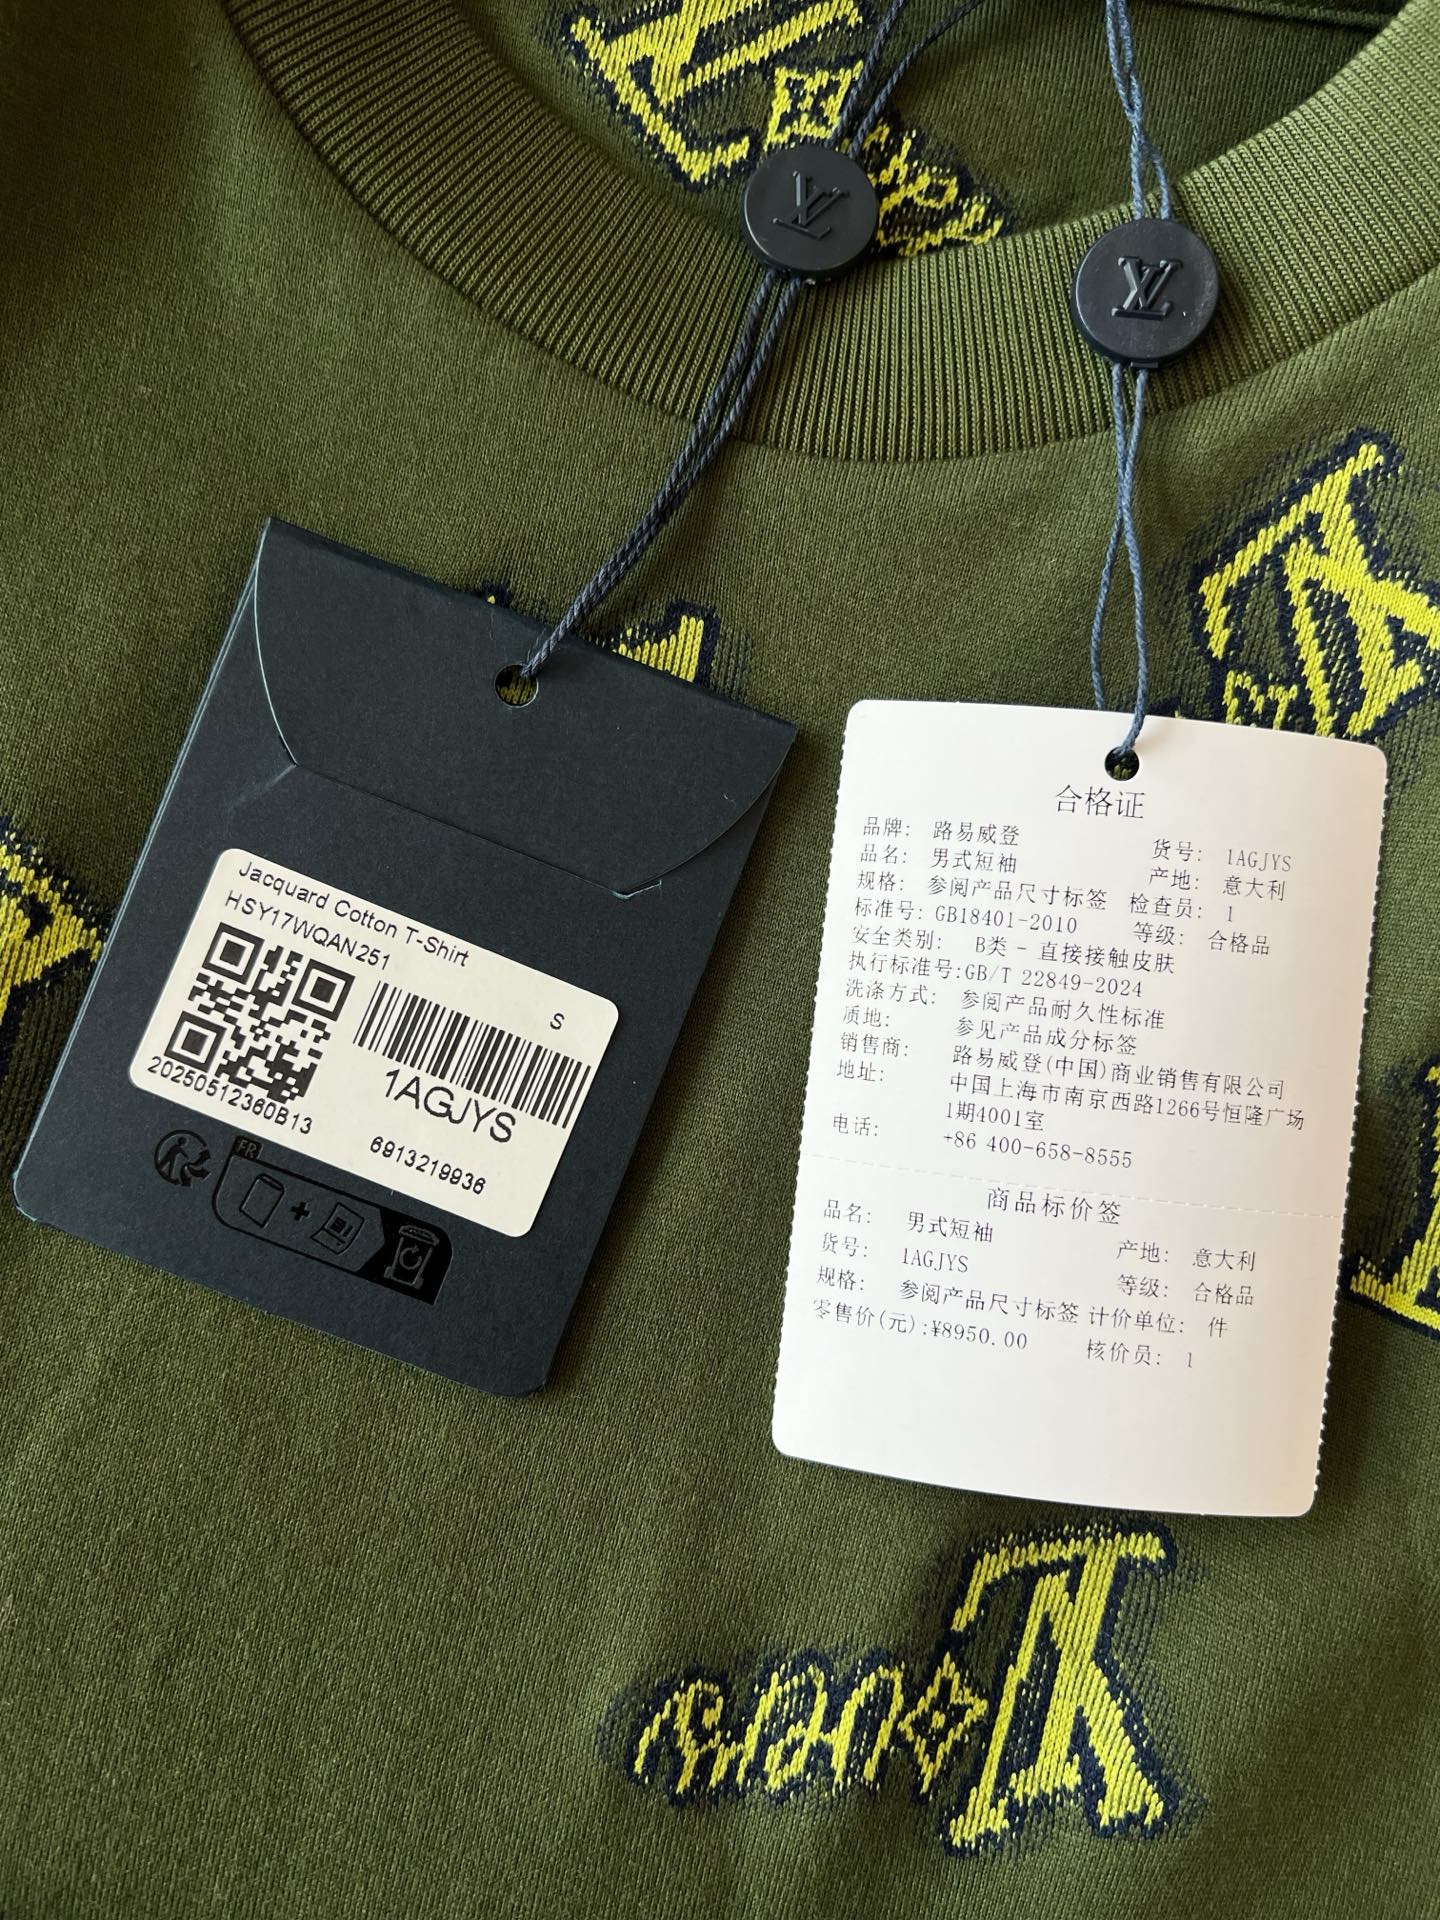 LV
LV
Jacquard Cotton T-Shirt
HSY17WQAN251
S
1AGJYS
20250512360B13
6913219936
FR
合格证
品牌: 路易威登 货号: 1AGJYS
品名: 男式短袖 产地: 意大利
规格: 参阅产品尺寸标签 检查员: 1
标准号: GB18401-2010 等级: 合格品
安全类别: B类 - 直接接触皮肤
执行标准号:GB/T 22849-2024
洗涤方式: 参阅产品耐久性标准
质地: 参见产品成分标签
销售商: 路易威登(中国)商业销售有限公司
地址: 中国上海市南京西路1266号恒隆广场
1期4001室
电话: +86 400-658-8555
商品标价签
品名: 男式短袖 产地: 意大利
货号: 1AGJYS 等级: 合格品
规格: 参阅产品尺寸标签 计价单位: 件
零售价(元):¥8950.00 核价员: 1